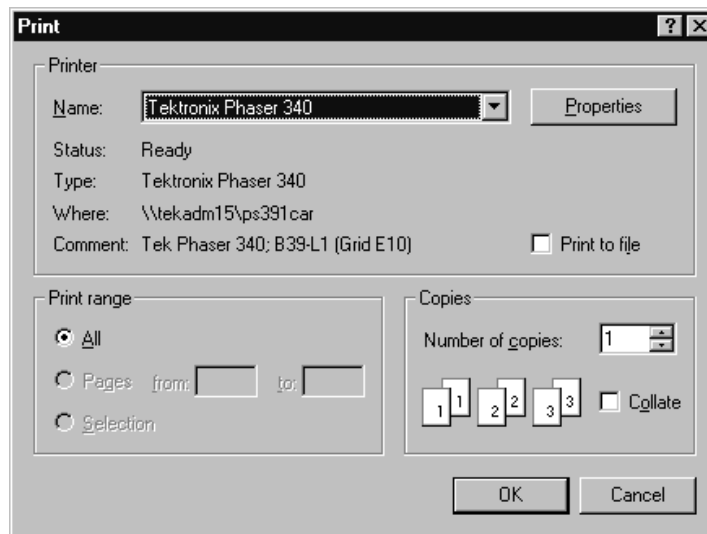 Print
Printer
Name: Tektronix Phaser 340 Properties
Status: Ready
Type: Tektronix Phaser 340
Where: \\tekadm15\ps391car
Comment: Tek Phaser 340; B39-L1 (Grid E10) Print to file
Print range
All
Pages from: to:
Selection
Copies
Number of copies: 1
1 1 2 2 3 3 Collate
OK Cancel